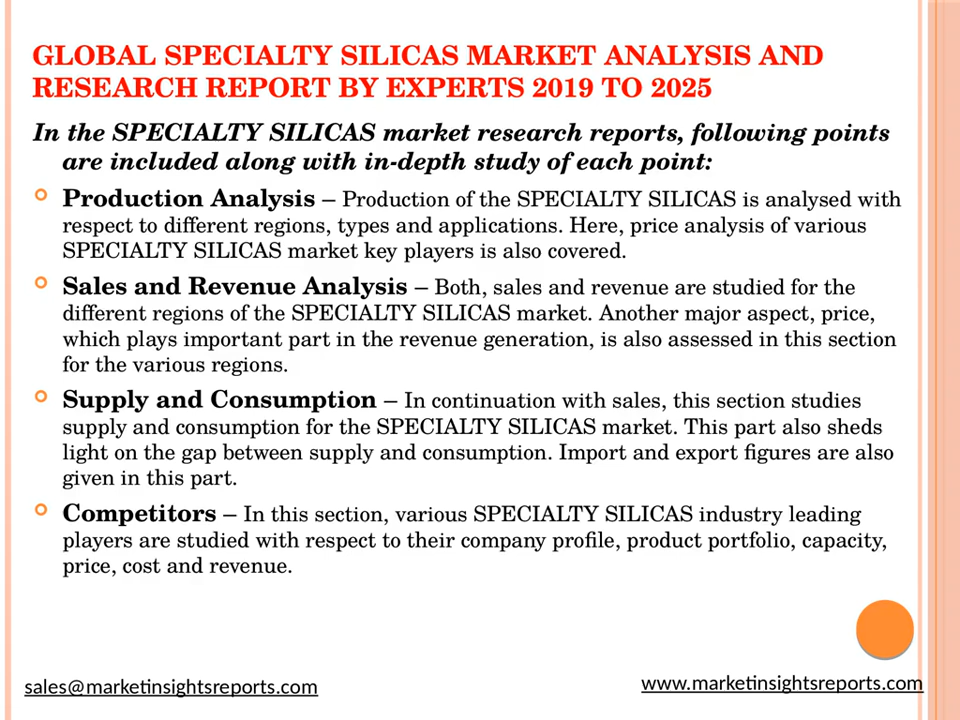 GLOBAL SPECIALTY SILICAS MARKET ANALYSIS AND
RESEARCH REPORT BY EXPERTS 2019 TO 2025
In the SPECIALTY SILICAS market research reports, following points
are included along with in-depth study of each point:
Production Analysis – Production of the SPECIALTY SILICAS is analysed with
respect to different regions, types and applications. Here, price analysis of various
SPECIALTY SILICAS market key players is also covered.
Sales and Revenue Analysis – Both, sales and revenue are studied for the
different regions of the SPECIALTY SILICAS market. Another major aspect, price,
which plays important part in the revenue generation, is also assessed in this section
for the various regions.
Supply and Consumption – In continuation with sales, this section studies
supply and consumption for the SPECIALTY SILICAS market. This part also sheds
light on the gap between supply and consumption. Import and export figures are also
given in this part.
Competitors – In this section, various SPECIALTY SILICAS industry leading
players are studied with respect to their company profile, product portfolio, capacity,
price, cost and revenue.
sales@marketinsightsreports.com
www.marketinsightsreports.com